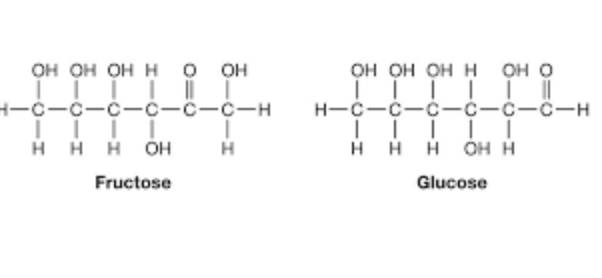 OH OH OH H O OH
H—C—C—C—C—C—C—H
H H H OH H
Fructose
OH OH OH H OH O
H—C—C—C—C—C—C—H
H H H OH H
Glucose